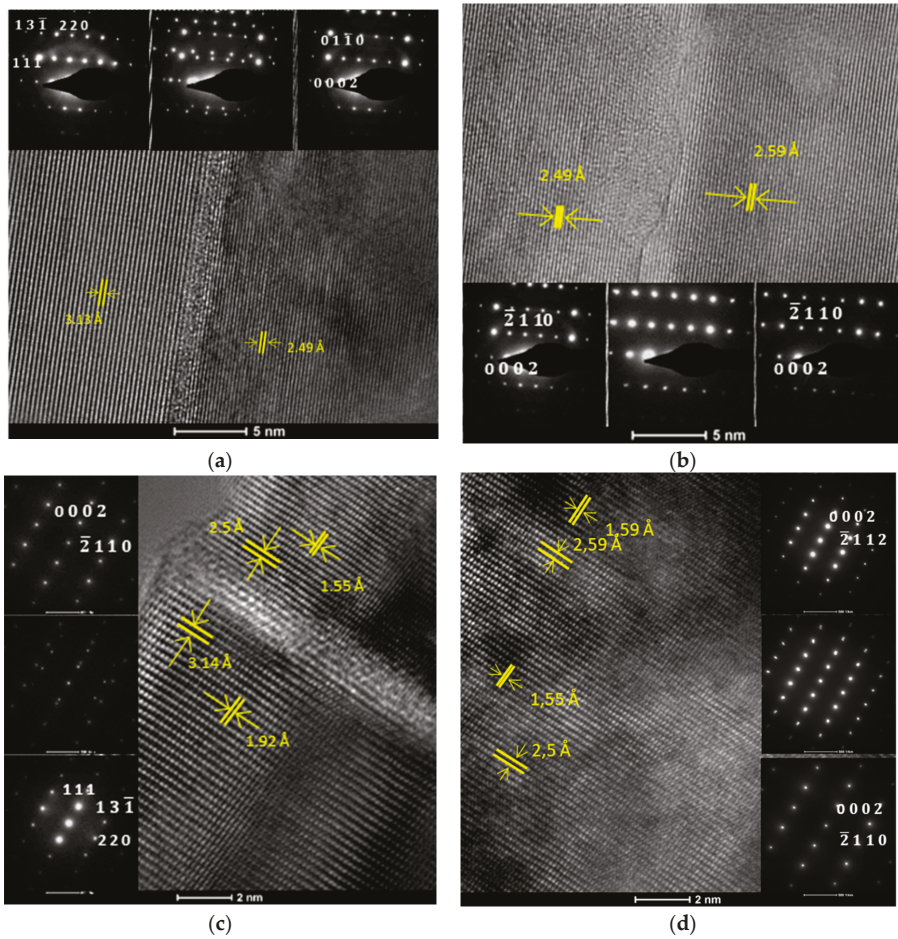 1 3 1̄ 2 2 0
1 1 1
0 1 1̄ 0
0 0 0 2
3.13 Å
2.49 Å
5 nm
(a)
2.49 Å
2.59 Å
2̄ 1 1 0
0 0 0 2
2̄ 1 1 0
0 0 0 2
5 nm
(b)
0 0 0 2
2̄ 1 1 0
1 1 1
1 3 1̄
2 2 0
2.5 Å
1.55 Å
3.14 Å
1.92 Å
2 nm
(c)
1,59 Å
2,59 Å
1,55 Å
2,5 Å
2 nm
0 0 0 2
2̄ 1 1 2
0 0 0 2
2̄ 1 1 0
(d)